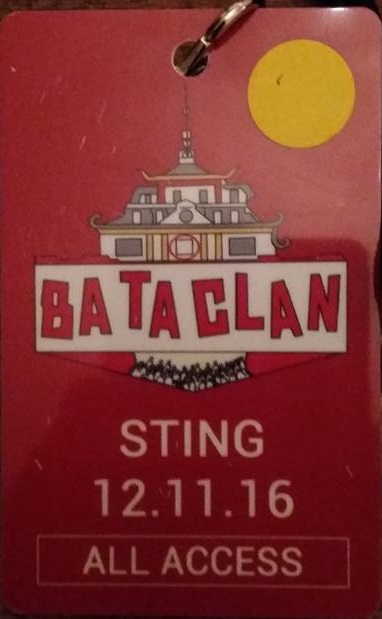 BATACLAN
STING
12.11.16
ALL ACCESS